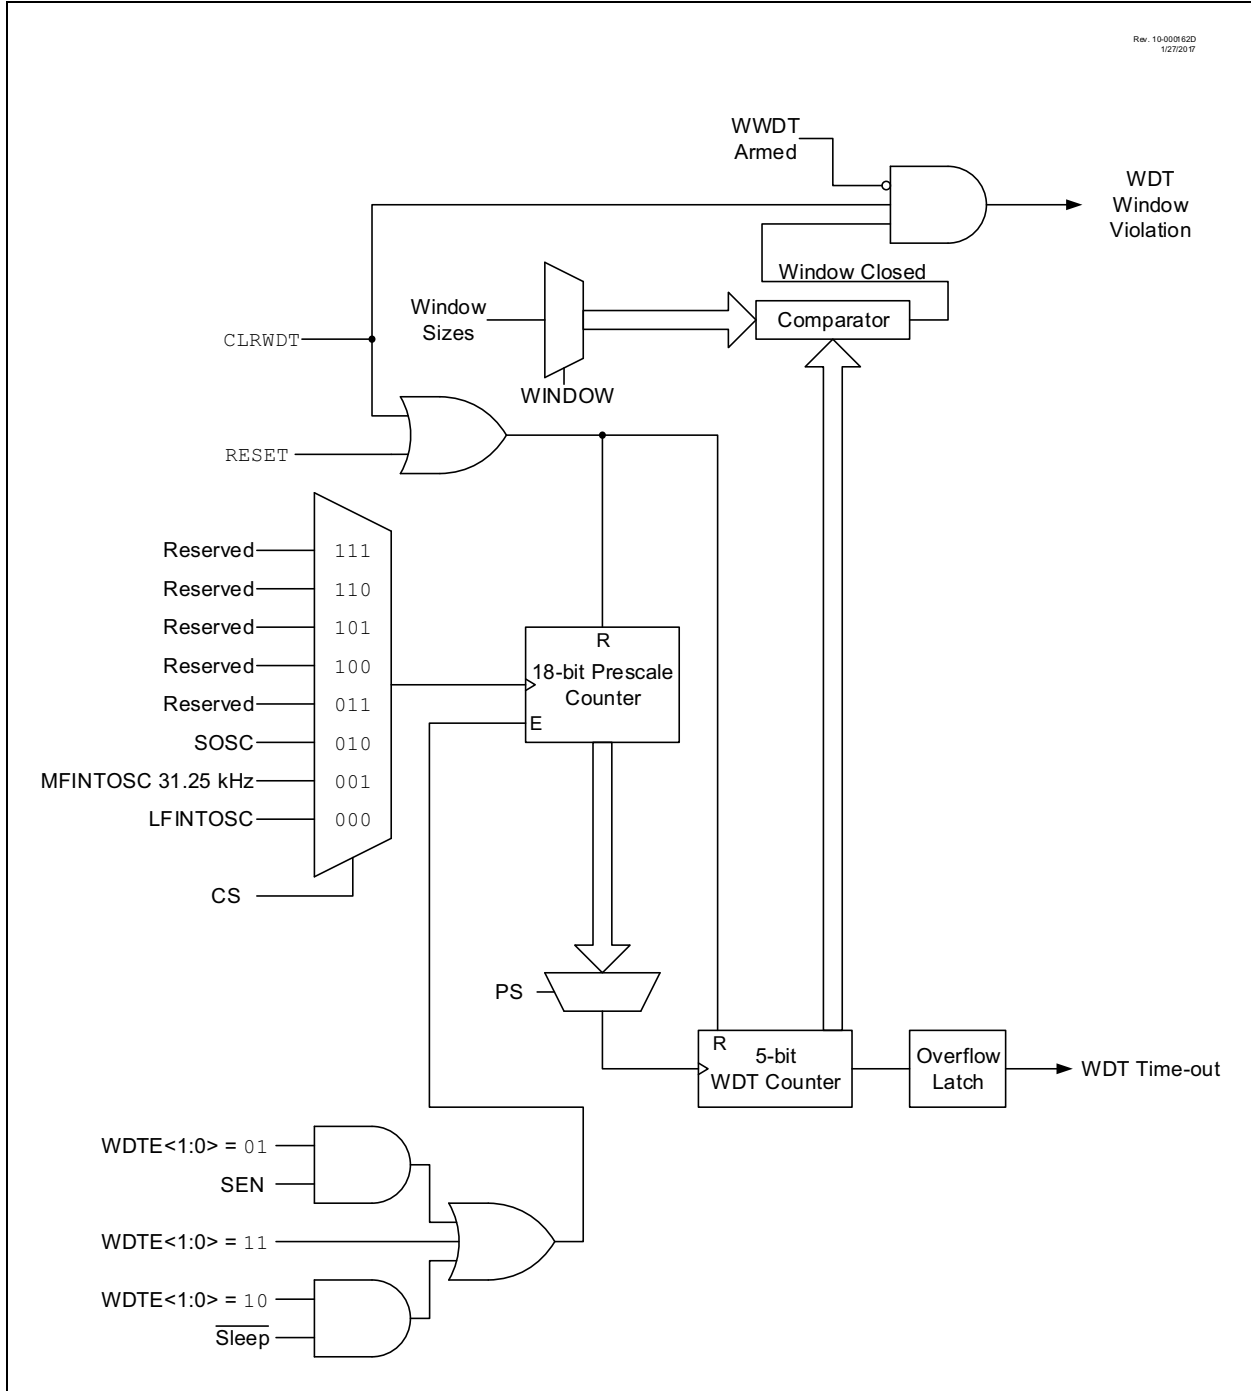 Rev. 10-000162D
1/27/2017
WWDT
Armed
WDT
Window
Violation
Window Closed
Window
Sizes
Comparator
CLRWDT
WINDOW
RESET
Reserved 111
Reserved 110
Reserved 101
Reserved 100
Reserved 011
SOSC 010
MFINTOSC 31.25 kHz 001
LFINTOSC 000
CS
R
18-bit Prescale
Counter
E
PS
R
5-bit
WDT Counter
Overflow
Latch
WDT Time-out
WDTE<1:0> = 01
SEN
WDTE<1:0> = 11
WDTE<1:0> = 10
Sleep